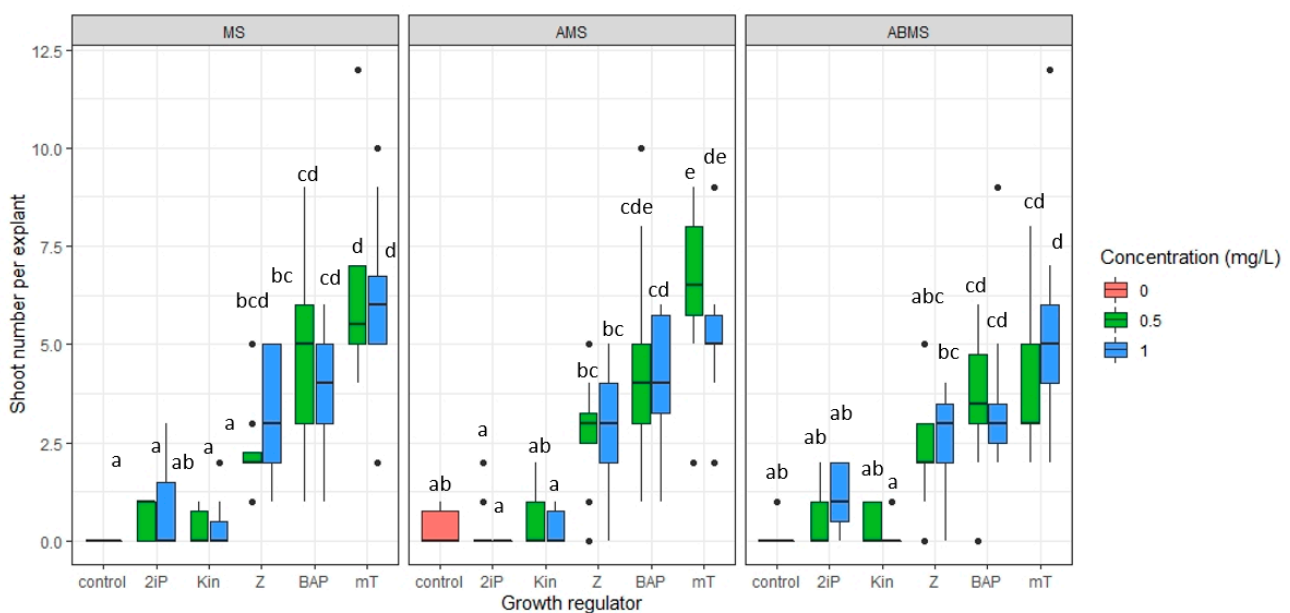 MS AMS ABMS
12.5
10.0
7.5
5.0
2.5
0.0
Shoot number per explant
a a ab a a bcd bc cd cd d d
ab a a ab a bc bc cde cd e de
ab ab ab ab a abc bc cd cd cd d
control 2iP Kin Z BAP mT control 2iP Kin Z BAP mT control 2iP Kin Z BAP mT
Growth regulator
Concentration (mg/L)
0
0.5
1